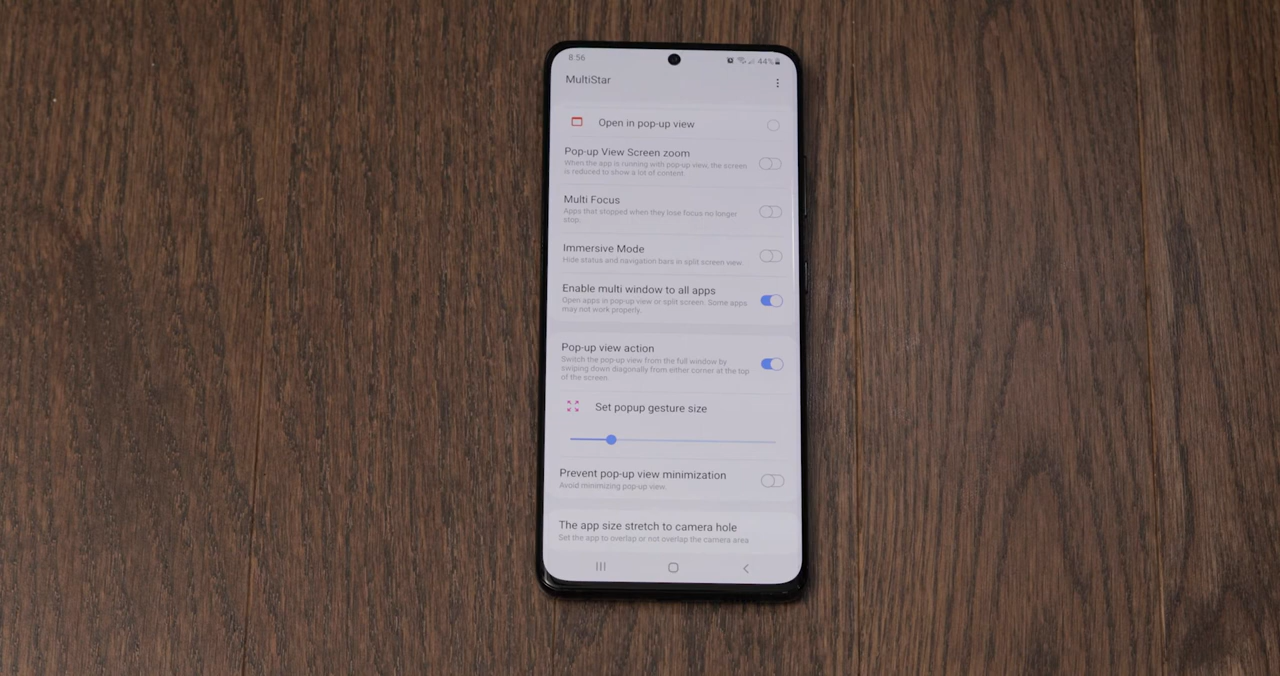 8:56
44%
MultiStar
Open in pop-up view
Pop-up View Screen zoom
When the app is running with pop-up view, the screen
is reduced to show a lot of content.
Multi Focus
Apps that stopped when they lose focus no longer
stop.
Immersive Mode
Hide status and navigation bars in split screen view.
Enable multi window to all apps
Open apps in pop-up view or split screen. Some apps
may not work properly.
Pop-up view action
Switch the pop-up view from the full window by
swiping down diagonally from either corner at the top
of the screen.
Set popup gesture size
Prevent pop-up view minimization
Avoid minimizing pop-up view.
The app size stretch to camera hole
Set the app to overlap or not overlap the camera area